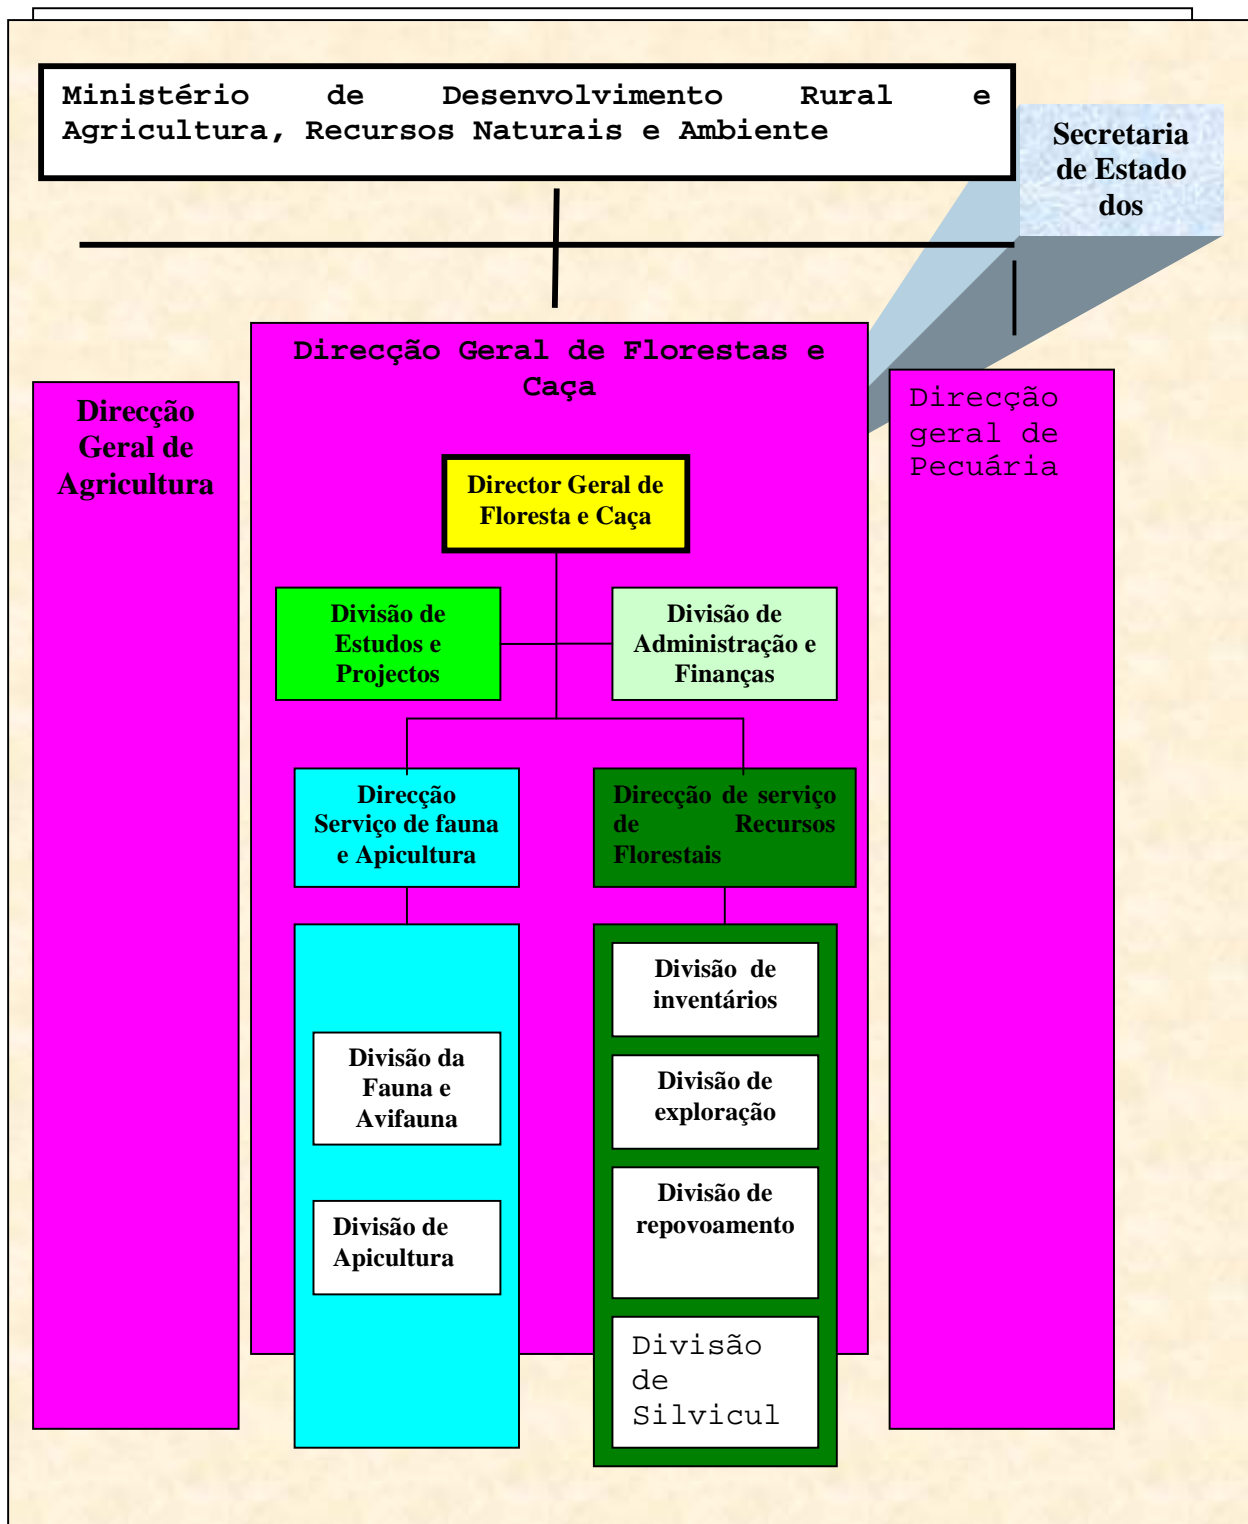 Ministério de Desenvolvimento Rural e
Agricultura, Recursos Naturais e Ambiente
Secretaria
de Estado
dos
Direcção Geral de Florestas e
Caça
Direcção
Geral de
Agricultura
Direcção
geral de
Pecuária
Director Geral de
Floresta e Caça
Divisão de
Estudos e
Projectos
Divisão de
Administração e
Finanças
Direcção
Serviço de fauna
e Apicultura
Direcção de serviço
de Recursos
Florestais
Divisão de
inventários
Divisão da
Fauna e
Avifauna
Divisão de
exploração
Divisão de
repovoamento
Divisão de
Apicultura
Divisão
de
Silvicul